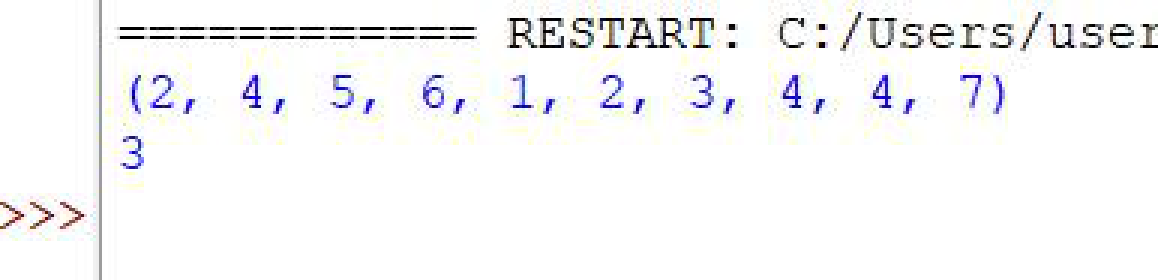 ============ RESTART: C:/Users/user
(2, 4, 5, 6, 1, 2, 3, 4, 4, 7)
3
>>>